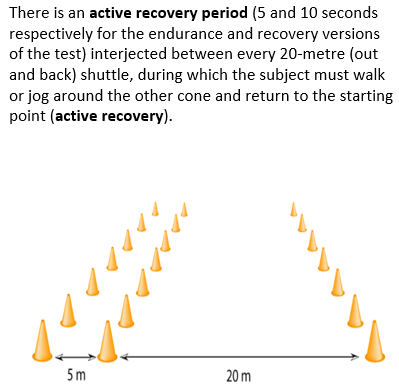 There is an active recovery period (5 and 10 seconds
respectively for the endurance and recovery versions
of the test) interjected between every 20-metre (out
and back) shuttle, during which the subject must walk
or jog around the other cone and return to the starting
point (active recovery).
5 m
20 m